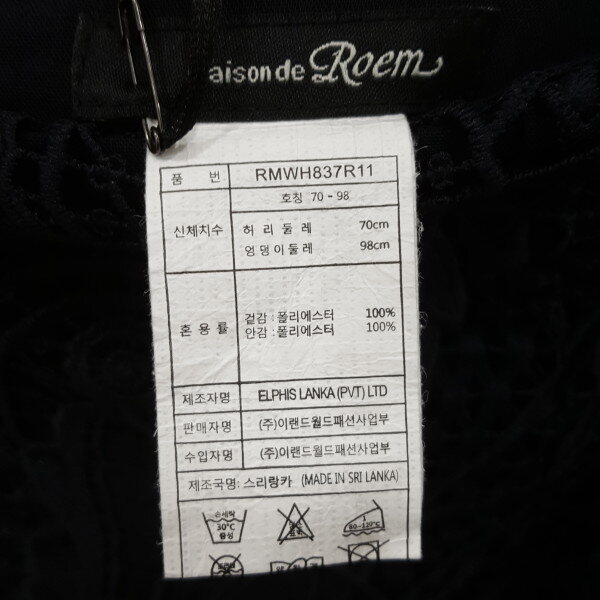 aison de Roem
품 번 RMWH837R11
호칭 70 - 98
신체치수 허 리 둘 레 70cm
엉덩이둘레 98cm
혼 용 률 겉감 : 폴리에스터 100%
안감 : 폴리에스터 100%
제조자명 ELPHIS LANKA (PVT) LTD
판매자명 (주)이랜드월드패션사업부
수입자명 (주)이랜드월드패션사업부
제조국명: 스리랑카 (MADE IN SRI LANKA)
손세탁
30℃
중성
1
80~120℃